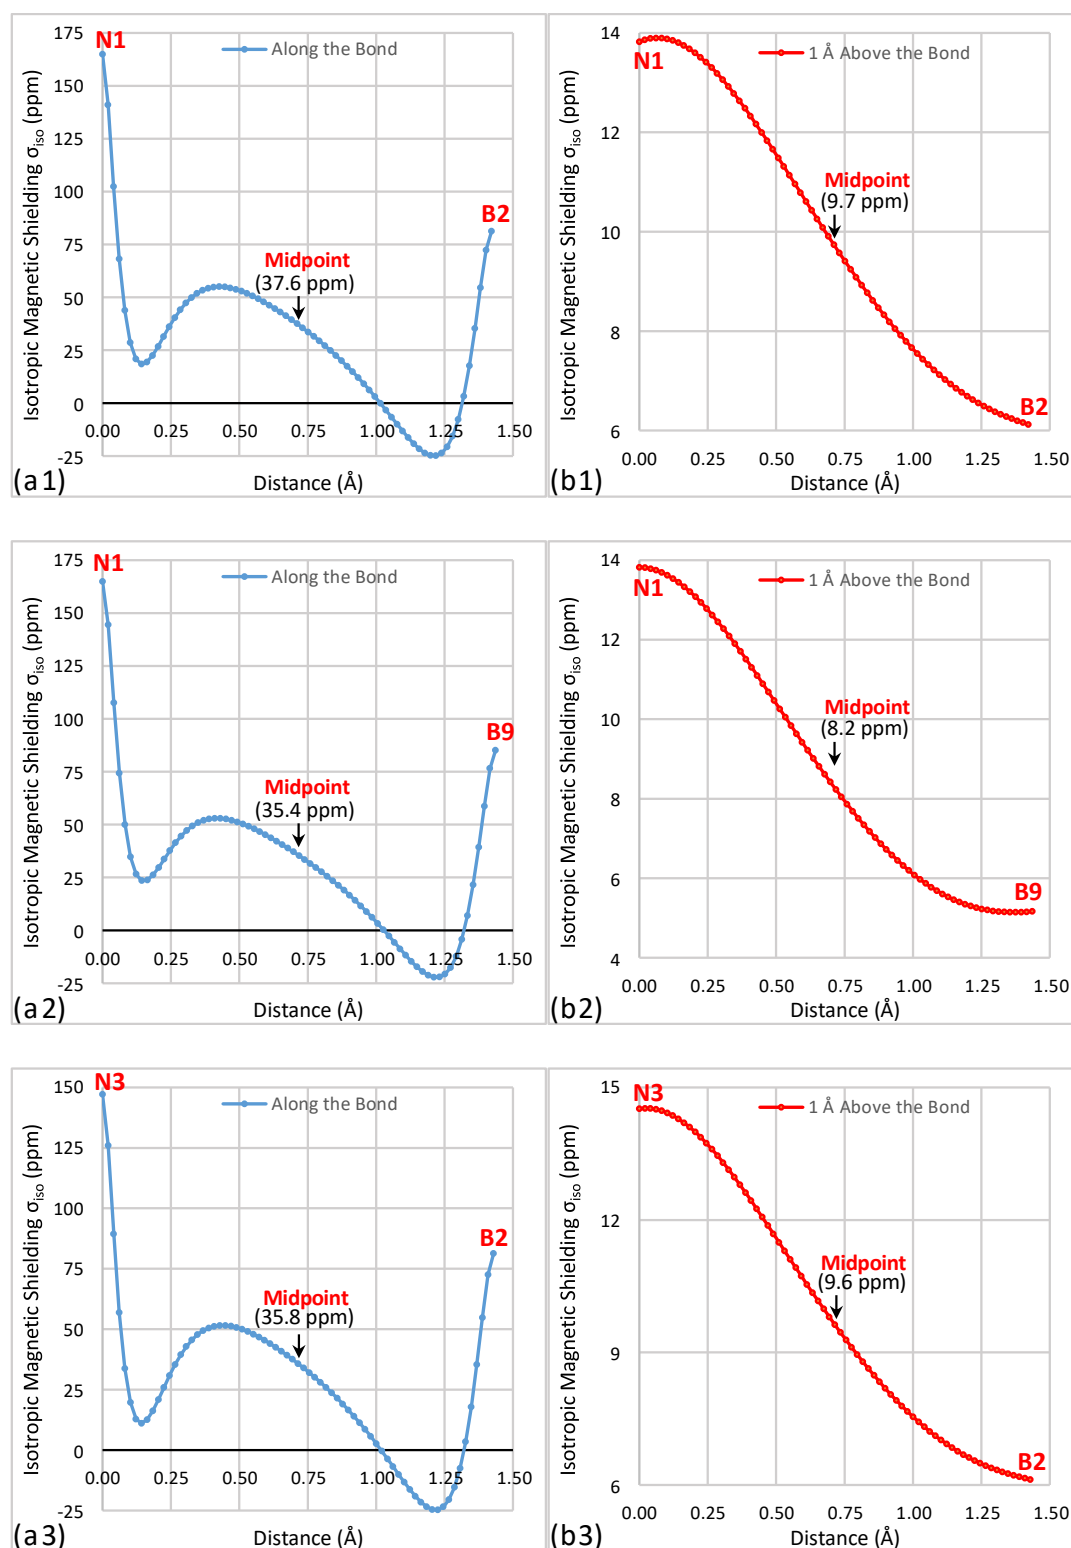 175
150
125
100
75
50
25
0
-25
0.00 0.25 0.50 0.75 1.00 1.25 1.50
Isotropic Magnetic Shielding σiso (ppm)
Distance (Å)
Along the Bond
N1
Midpoint
(37.6 ppm)
B2
(a1)
14
12
10
8
6
0.00 0.25 0.50 0.75 1.00 1.25 1.50
Isotropic Magnetic Shielding σiso (ppm)
Distance (Å)
1 Å Above the Bond
N1
Midpoint
(9.7 ppm)
B2
(b1)
175
150
125
100
75
50
25
0
-25
0.00 0.25 0.50 0.75 1.00 1.25 1.50
Isotropic Magnetic Shielding σiso (ppm)
Distance (Å)
Along the Bond
N1
Midpoint
(35.4 ppm)
B9
(a2)
14
12
10
8
6
4
0.00 0.25 0.50 0.75 1.00 1.25 1.50
Isotropic Magnetic Shielding σiso (ppm)
Distance (Å)
1 Å Above the Bond
N1
Midpoint
(8.2 ppm)
B9
(b2)
150
125
100
75
50
25
0
-25
0.00 0.25 0.50 0.75 1.00 1.25 1.50
Isotropic Magnetic Shielding σiso (ppm)
Distance (Å)
Along the Bond
N3
Midpoint
(35.8 ppm)
B2
(a3)
15
12
9
6
0.00 0.25 0.50 0.75 1.00 1.25 1.50
Isotropic Magnetic Shielding σiso (ppm)
Distance (Å)
1 Å Above the Bond
N3
Midpoint
(9.6 ppm)
B2
(b3)